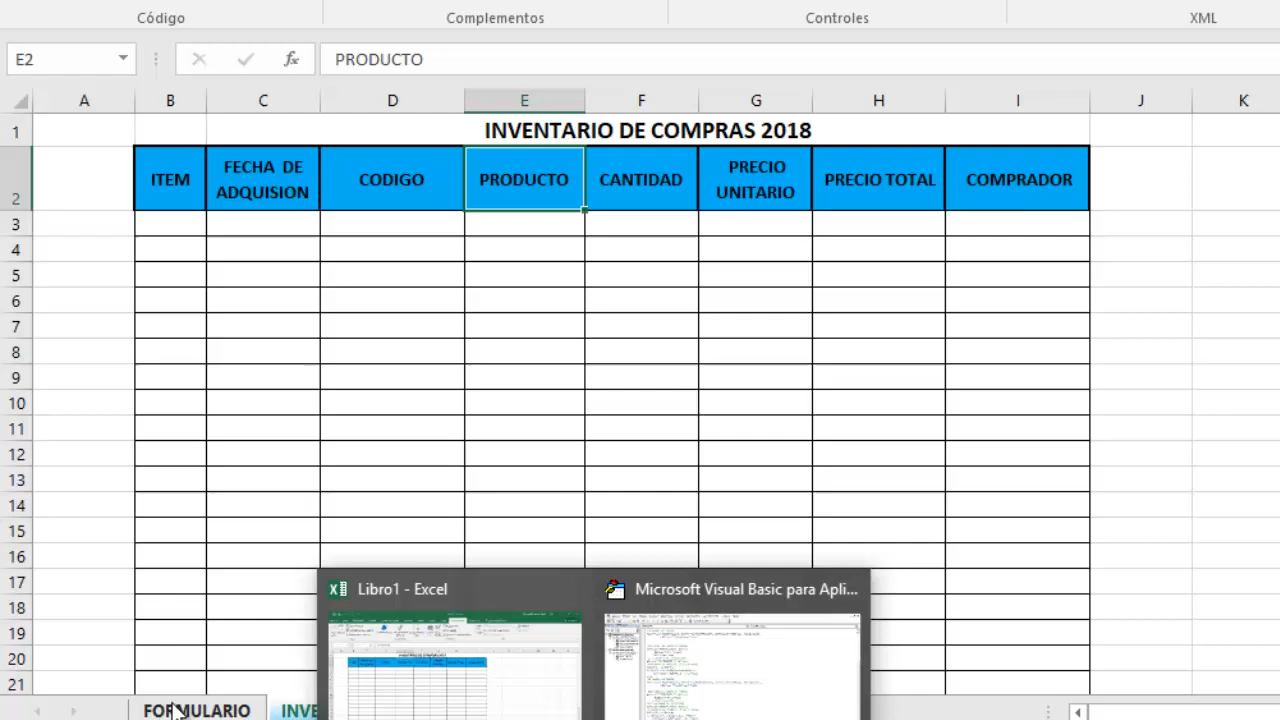 Código Complementos Controles XML
E2 fx PRODUCTO
A B C D E F G H I J K
1 INVENTARIO DE COMPRAS 2018
2 ITEM FECHA DE ADQUISION CODIGO PRODUCTO CANTIDAD PRECIO UNITARIO PRECIO TOTAL COMPRADOR
3
4
5
6
7
8
9
10
11
12
13
14
15
16
17
18
19
20
21
Libro1 - Excel Microsoft Visual Basic para Apli...
FORMULARIO INVE